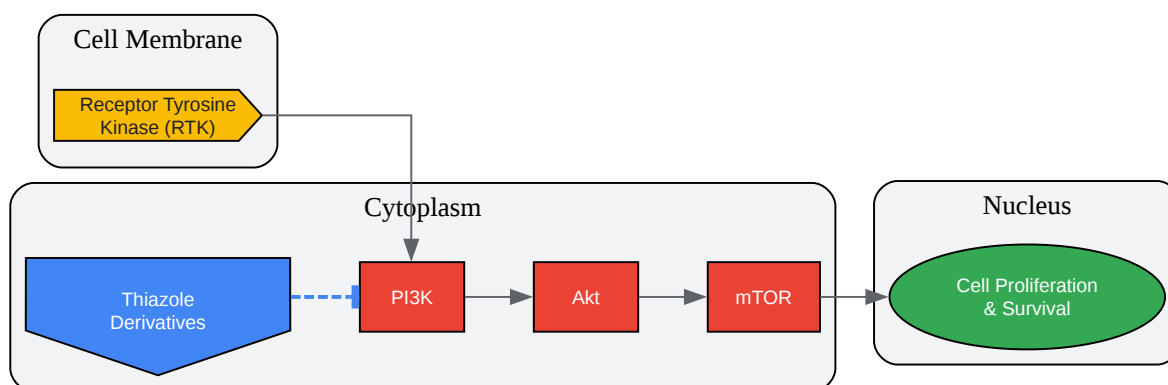 Cell Membrane
Receptor Tyrosine
Kinase (RTK)
Cytoplasm
Nucleus
Thiazole
Derivatives
PI3K
Akt
mTOR
Cell Proliferation
& Survival